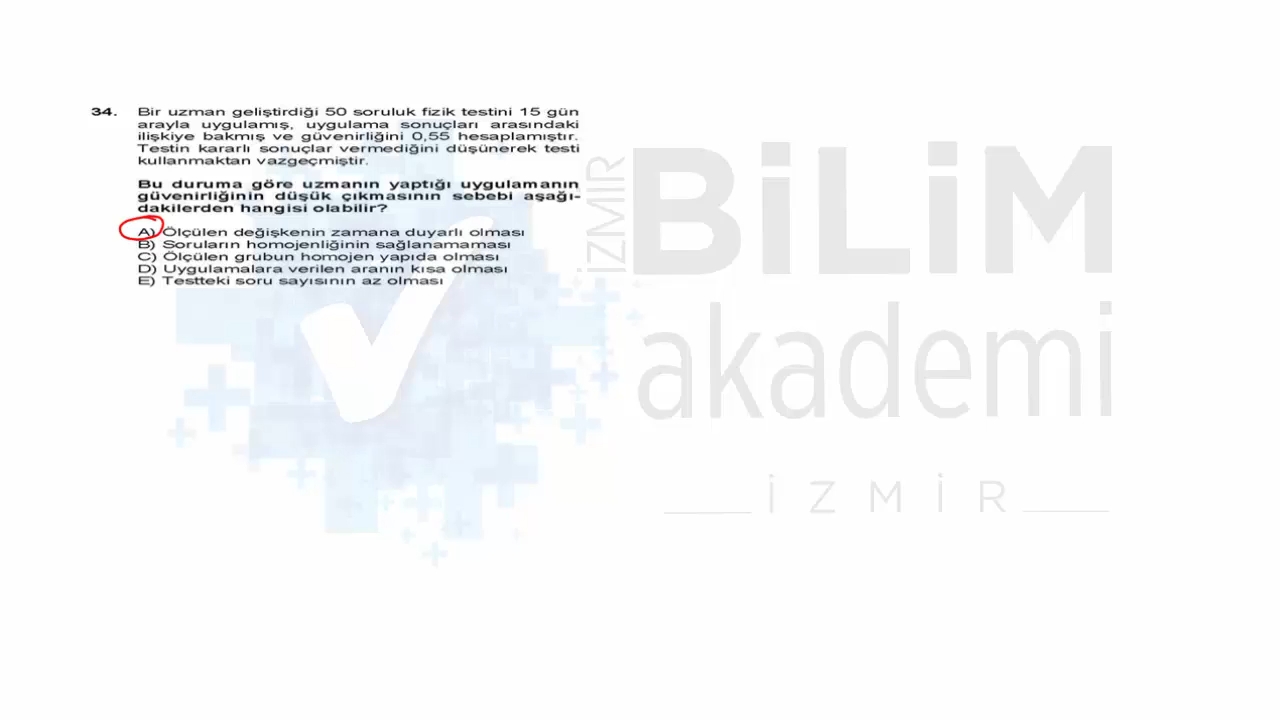 34. Bir uzman geliştirdiği 50 soruluk fizik testini 15 gün
arayla uygulamış, uygulama sonuçları arasındaki
ilişkiye bakmış ve güvenirliğini 0,55 hesaplamıştır.
Testin kararlı sonuçlar vermediğini düşünerek testi
kullanmaktan vazgeçmiştir.
Bu duruma göre uzmanın yaptığı uygulamanın
güvenirliğinin düşük çıkmasının sebebi aşağı-
dakilerden hangisi olabilir?
A) Ölçülen değişkenin zamana duyarlı olması
B) Soruların homojenliğinin sağlanamaması
C) Ölçülen grubun homojen yapıda olması
D) Uygulamalara verilen aranın kısa olması
E) Testteki soru sayısının az olması
İZMİR
BiLiM
akademi
İZMİR